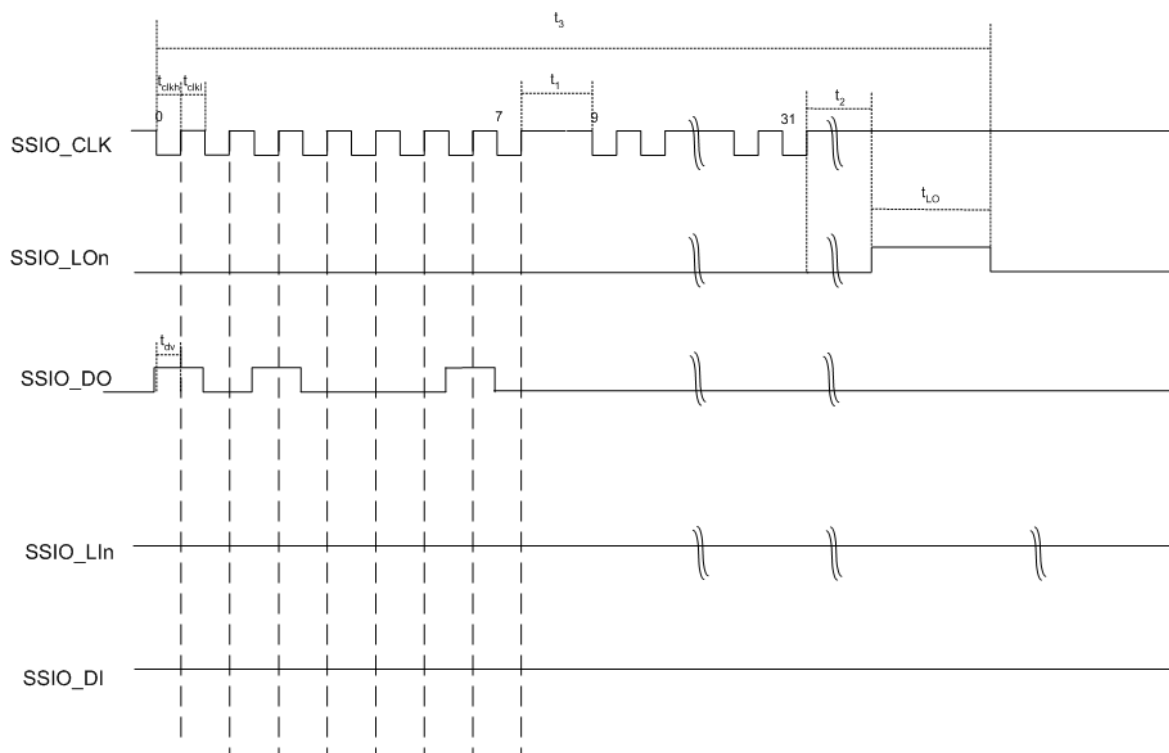 t3
tclkh tclkl
t1
t2
0
7
9
31
SSIO_CLK
tLO
SSIO_LOn
tdv
SSIO_DO
SSIO_LIn
SSIO_DI